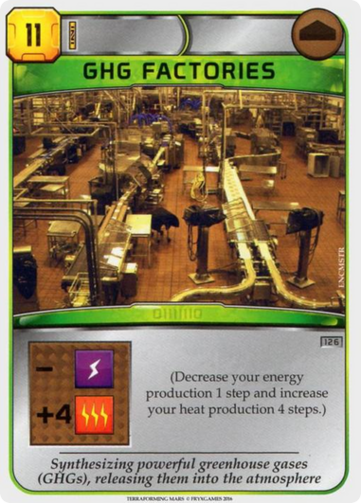 11
GHG FACTORIES
126
LNCMSTR
-
+4
(Decrease your energy
production 1 step and increase
your heat production 4 steps.)
Synthesizing powerful greenhouse gases
(GHGs), releasing them into the atmosphere
TERRAFORMING MARS © FRYXGAMES 2016